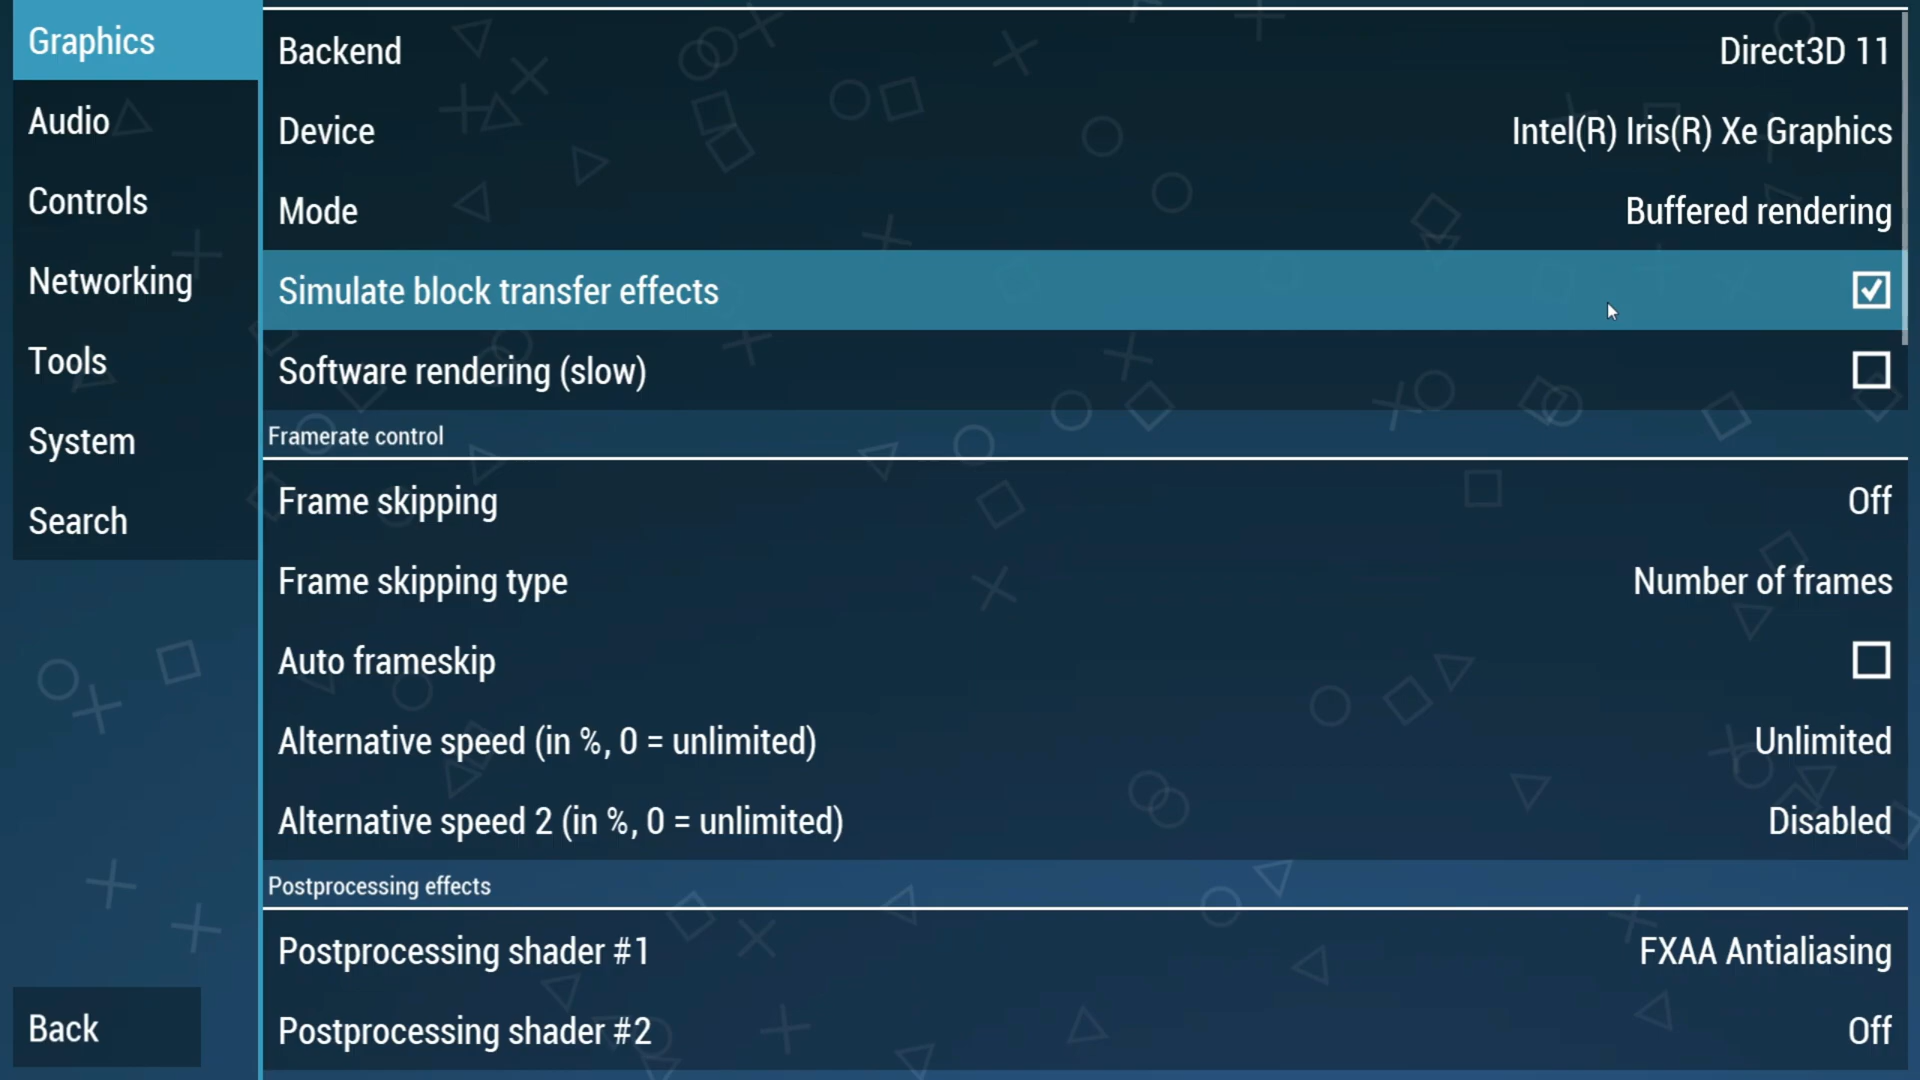 Graphics
Audio
Controls
Networking
Tools
System
Search
Back
Backend Direct3D 11
Device Intel(R) Iris(R) Xe Graphics
Mode Buffered rendering
Simulate block transfer effects
Software rendering (slow)
Framerate control
Frame skipping Off
Frame skipping type Number of frames
Auto frameskip
Alternative speed (in %, 0 = unlimited) Unlimited
Alternative speed 2 (in %, 0 = unlimited) Disabled
Postprocessing effects
Postprocessing shader #1 FXAA Antialiasing
Postprocessing shader #2 Off